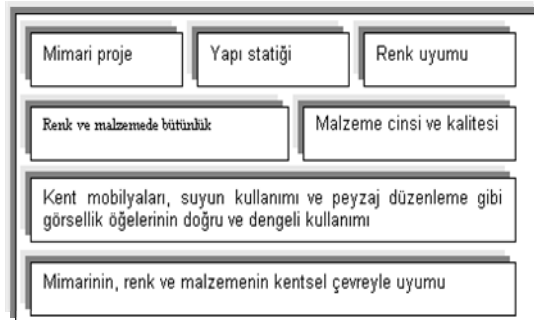 Mimari proje
Yapı statiği
Renk uyumu
Renk ve malzemede bütünlük
Malzeme cinsi ve kalitesi
Kent mobilyaları, suyun kullanımı ve peyzaj düzenleme gibi
görsellik öğelerinin doğru ve dengeli kullanımı
Mimarinin, renk ve malzemenin kentsel çevreyle uyumu